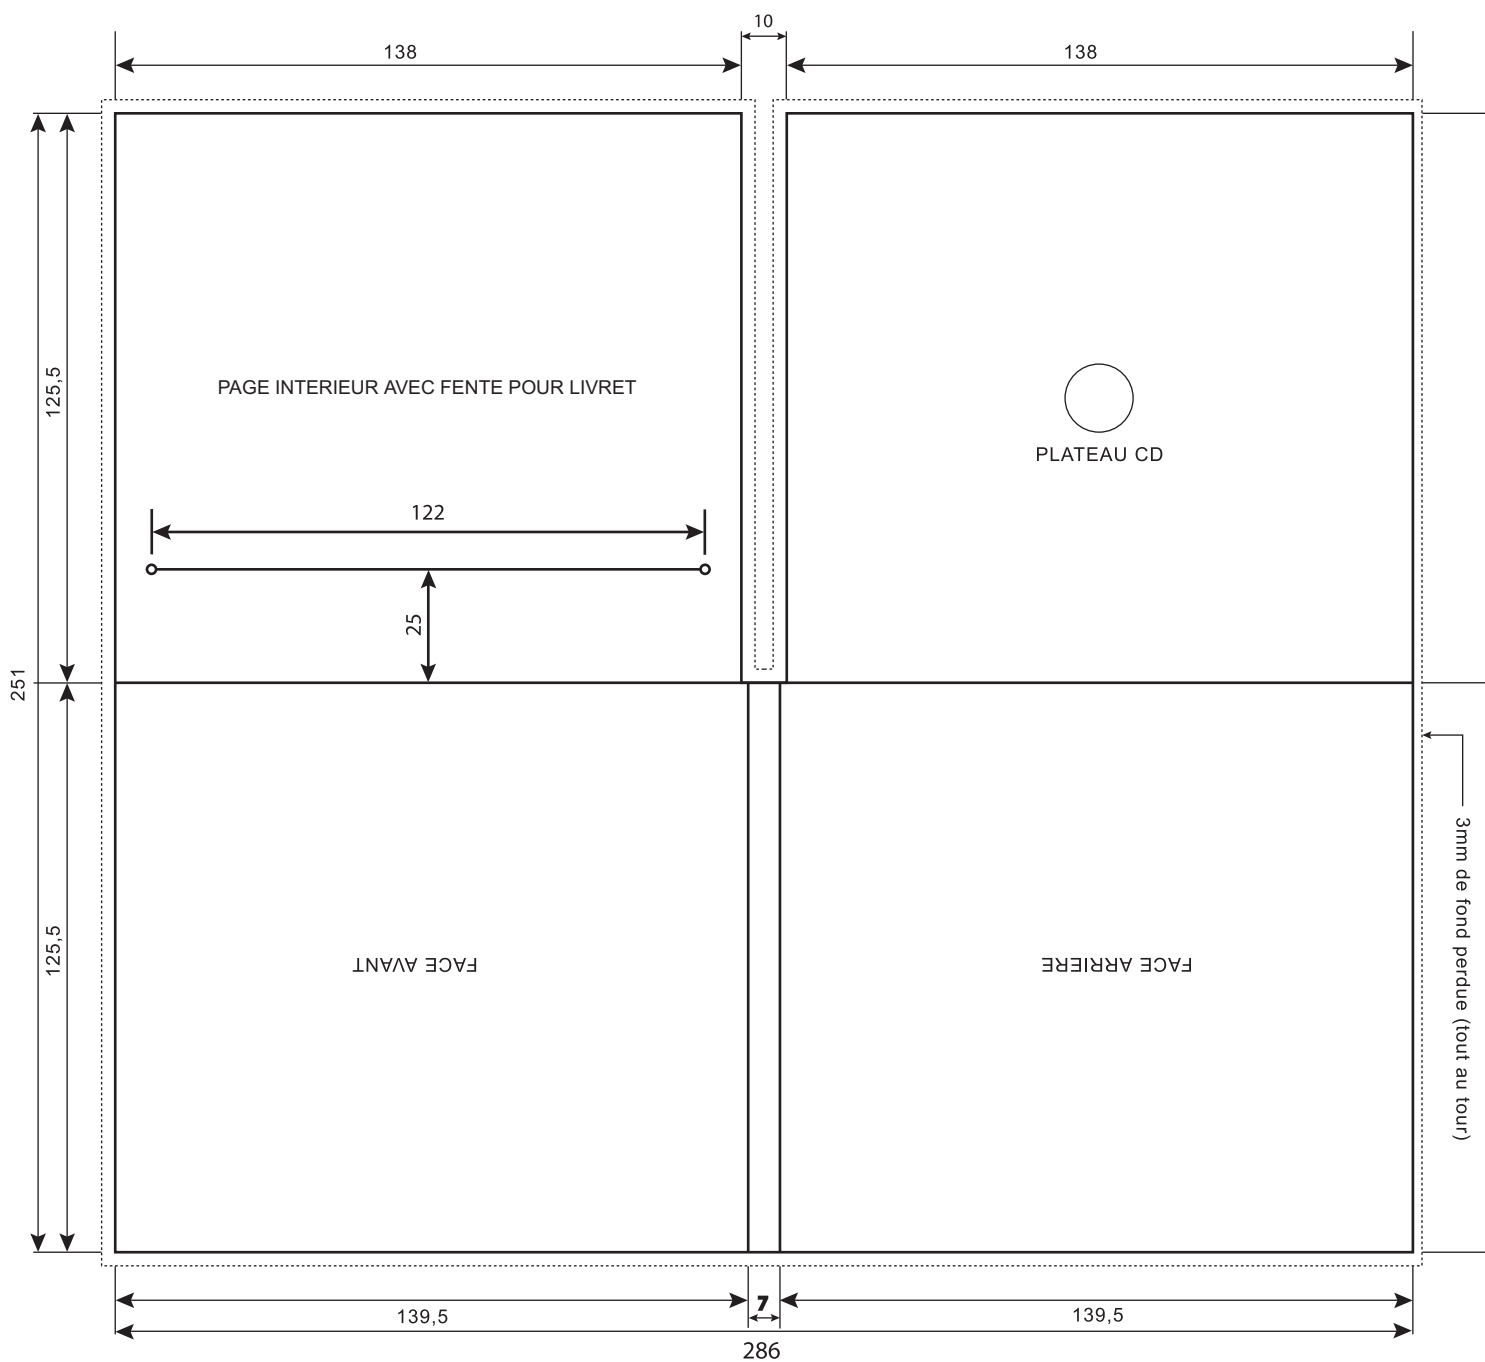 10
138
138
125,5
PAGE INTERIEUR AVEC FENTE POUR LIVRET
PLATEAU CD
122
25
251
125,5
FACE AVANT
FACE ARRIERE
3mm de fond perdue (tout au tour)
139,5
7
139,5
286